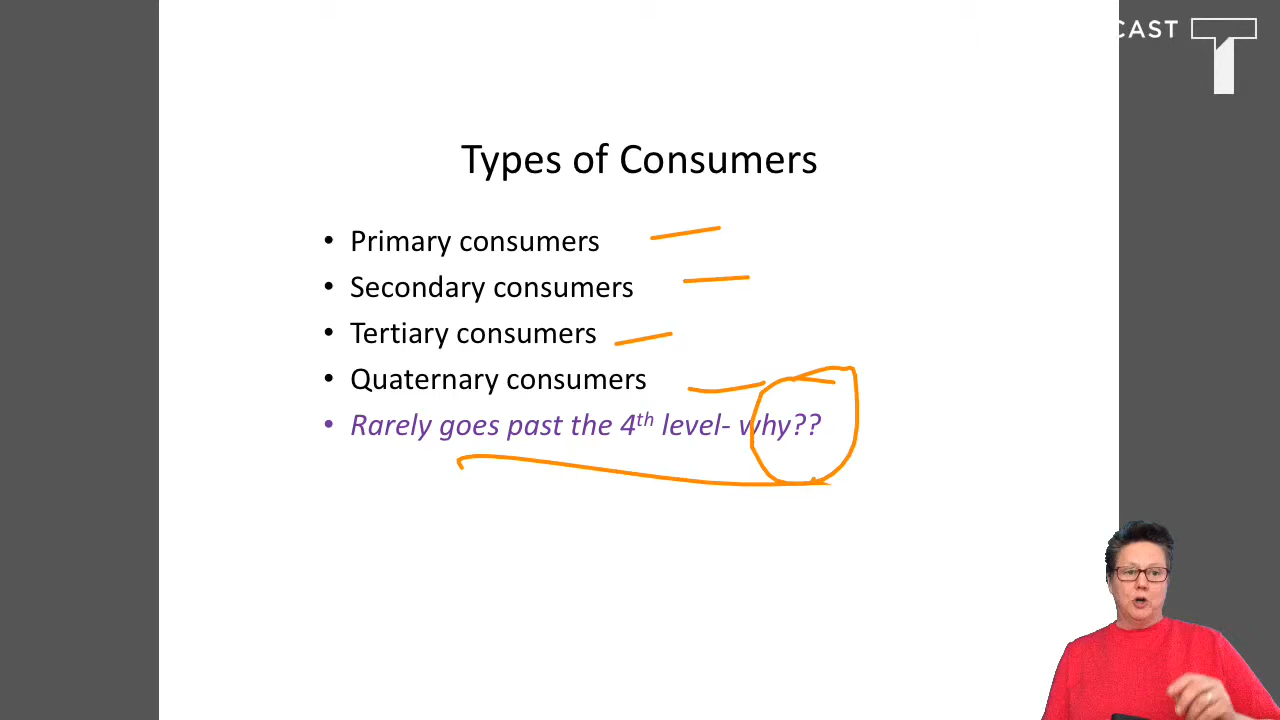 CAST
Types of Consumers
• Primary consumers
• Secondary consumers
• Tertiary consumers
• Quaternary consumers
• Rarely goes past the 4th level- why??